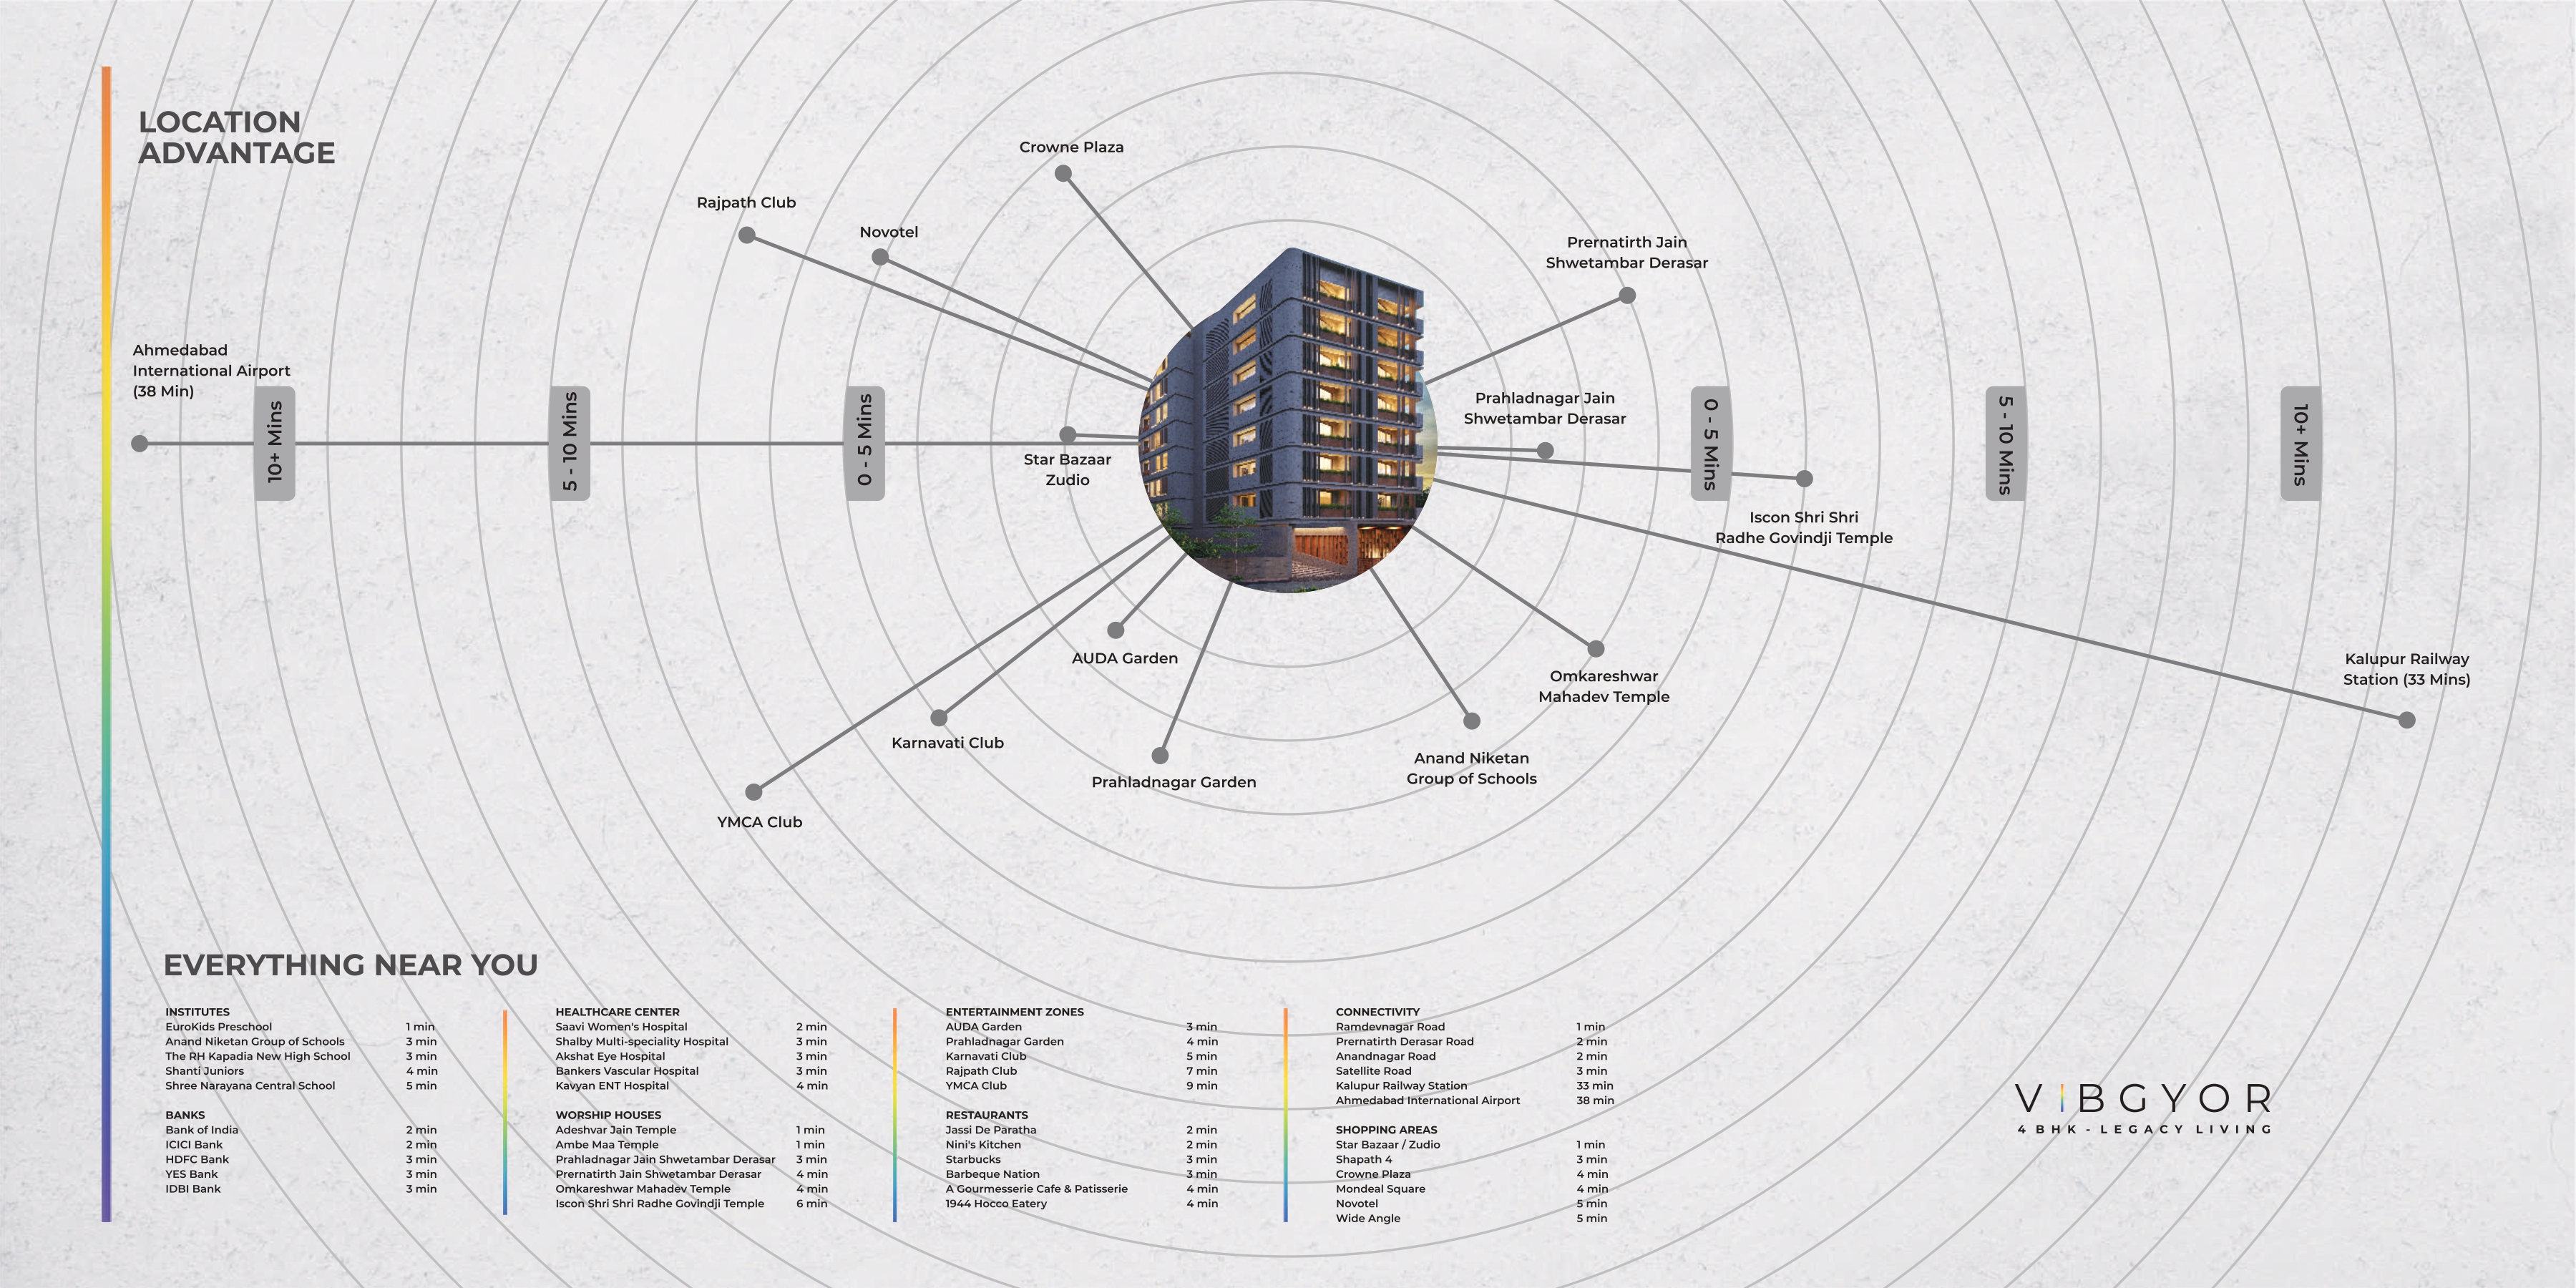 LOCATION
ADVANTAGE
Crowne Plaza
Rajpath Club
Novotel
Prernatirth Jain
Shwetambar Derasar
Ahmedabad
International Airport
(38 Min)
10+ Mins
5 - 10 Mins
0 - 5 Mins
Star Bazaar
Zudio
Prahladnagar Jain
Shwetambar Derasar
0 - 5 Mins
5 - 10 Mins
10+ Mins
Iscon Shri Shri
Radhe Govindji Temple
AUDA Garden
Omkareshwar
Mahadev Temple
Kalupur Railway
Station (33 Mins)
Karnavati Club
Prahladnagar Garden
Anand Niketan
Group of Schools
YMCA Club
EVERYTHING NEAR YOU
INSTITUTES
EuroKids Preschool 1 min
Anand Niketan Group of Schools 3 min
The RH Kapadia New High School 3 min
Shanti Juniors 4 min
Shree Narayana Central School 5 min
BANKS
Bank of India 2 min
ICICI Bank 2 min
HDFC Bank 3 min
YES Bank 3 min
IDBI Bank 3 min
HEALTHCARE CENTER
Saavi Women's Hospital 2 min
Shalby Multi-speciality Hospital 3 min
Akshat Eye Hospital 3 min
Bankers Vascular Hospital 3 min
Kavyan ENT Hospital 4 min
WORSHIP HOUSES
Adeshvar Jain Temple 1 min
Ambe Maa Temple 1 min
Prahladnagar Jain Shwetambar Derasar 3 min
Prernatirth Jain Shwetambar Derasar 4 min
Omkareshwar Mahadev Temple 4 min
Iscon Shri Shri Radhe Govindji Temple 6 min
ENTERTAINMENT ZONES
AUDA Garden 3 min
Prahladnagar Garden 4 min
Karnavati Club 5 min
Rajpath Club 7 min
YMCA Club 9 min
RESTAURANTS
Jassi De Paratha 2 min
Nini's Kitchen 2 min
Starbucks 3 min
Barbeque Nation 3 min
A Gourmesserie Cafe & Patisserie 4 min
1944 Hocco Eatery 4 min
CONNECTIVITY
Ramdevnagar Road 1 min
Prernatirth Derasar Road 2 min
Anandnagar Road 2 min
Satellite Road 3 min
Kalupur Railway Station 33 min
Ahmedabad International Airport 38 min
SHOPPING AREAS
Star Bazaar / Zudio 1 min
Shapath 4 3 min
Crowne Plaza 4 min
Mondeal Square 4 min
Novotel 5 min
Wide Angle 5 min
VIBGYOR
4 BHK - LEGACY LIVING